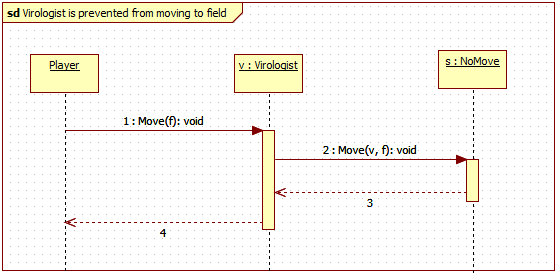 sd Virologist is prevented from moving to field
Player
v : Virologist
s : NoMove
1 : Move(f): void
2 : Move(v, f): void
3
4